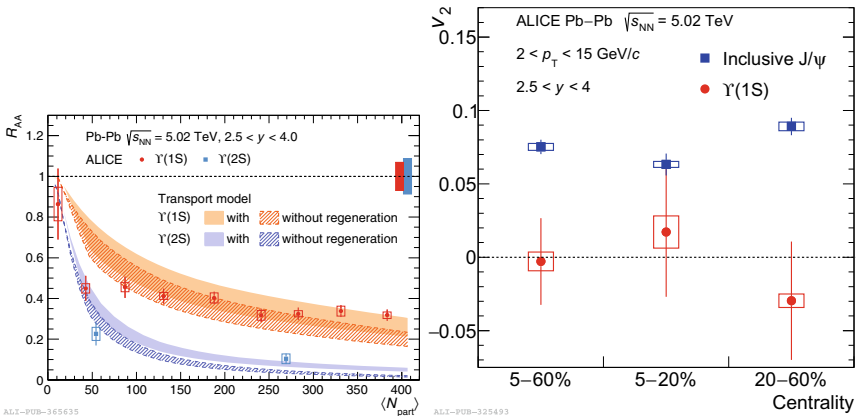 R_AA
Pb-Pb √s_NN = 5.02 TeV, 2.5 < y < 4.0
ALICE ϒ(1S) ϒ(2S)
Transport model
ϒ(1S) with without regeneration
ϒ(2S) with without regeneration
1.2
1
0.8
0.6
0.4
0.2
0
0 50 100 150 200 250 300 350 400
⟨N_part⟩
ALI-PUB-365635
v_2
ALICE Pb–Pb √s_NN = 5.02 TeV
2 < p_T < 15 GeV/c
2.5 < y < 4
Inclusive J/ψ
ϒ(1S)
0.15
0.1
0.05
0
−0.05
5–60% 5–20% 20–60%
Centrality
ALI-PUB-325493